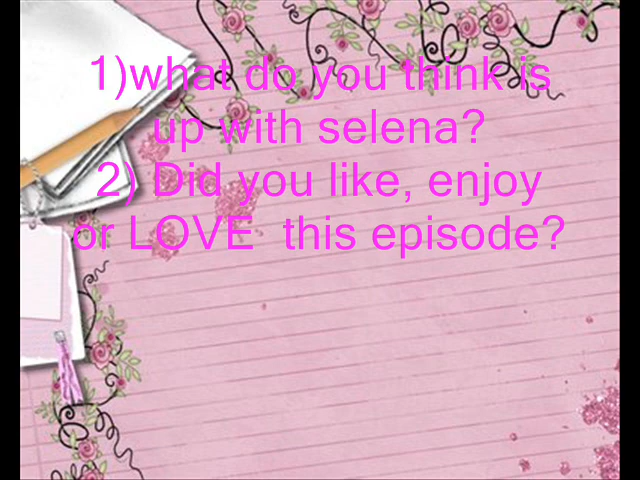 1)what do you think is
up with selena?
2) Did you like, enjoy
or LOVE  this episode?